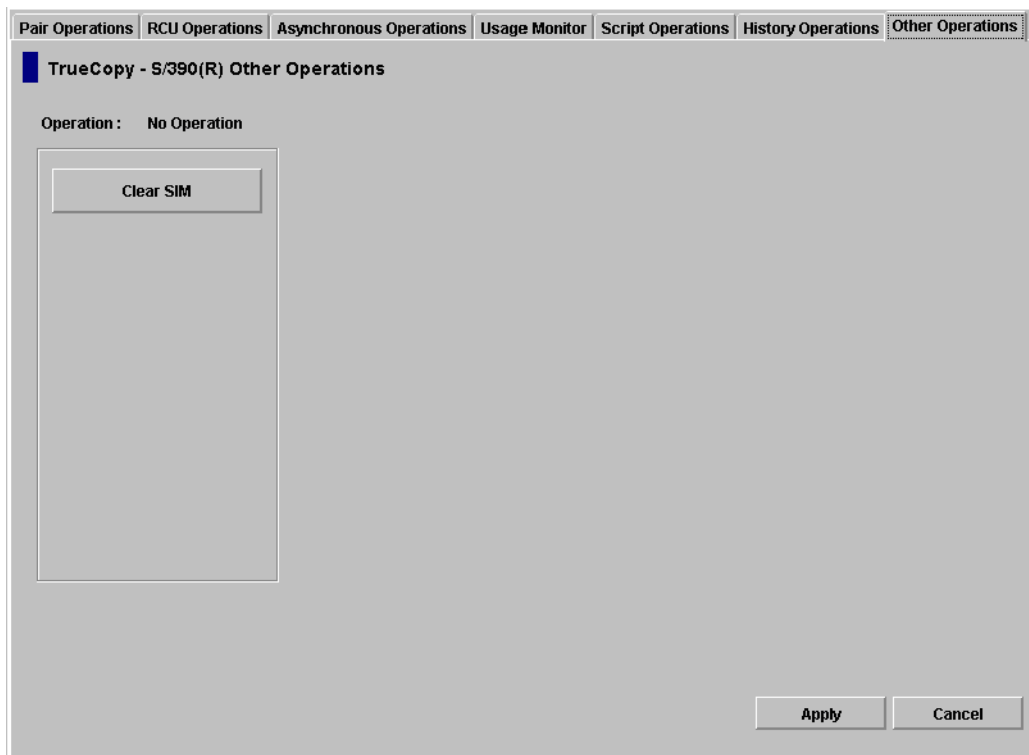 Pair Operations RCU Operations Asynchronous Operations Usage Monitor Script Operations History Operations Other Operations
TrueCopy - S/390(R) Other Operations
Operation : No Operation
Clear SIM
Apply Cancel